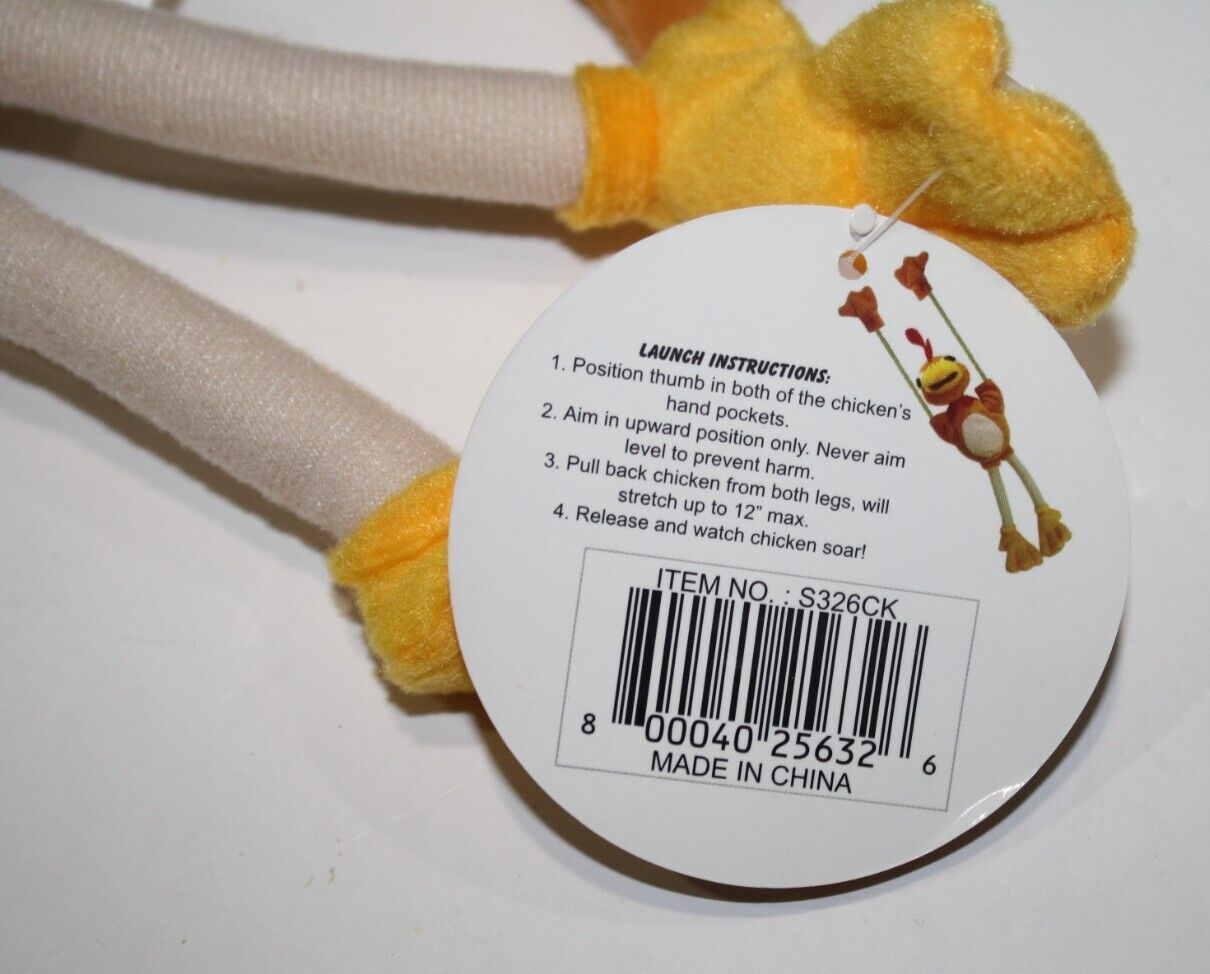 LAUNCH INSTRUCTIONS:
1. Position thumb in both of the chicken's
hand pockets.
2. Aim in upward position only. Never aim
level to prevent harm.
3. Pull back chicken from both legs, will
stretch up to 12" max.
4. Release and watch chicken soar!
ITEM NO. : S326CK
8 00040 25632 6
MADE IN CHINA